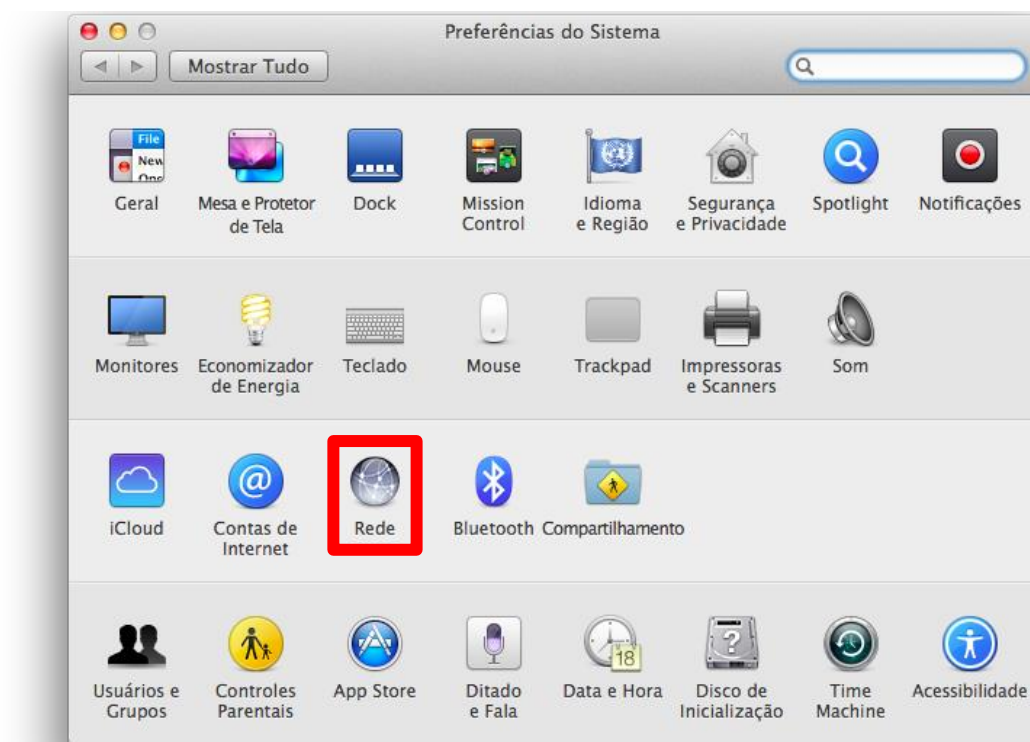 Preferências do Sistema
Mostrar Tudo
File
New
One
Geral
Mesa e Protetor
de Tela
Dock
Mission
Control
Idioma
e Região
Segurança
e Privacidade
Spotlight
Notificações
Monitores
Economizador
de Energia
Teclado
Mouse
Trackpad
Impressoras
e Scanners
Som
iCloud
@
Contas de
Internet
Rede
Bluetooth
Compartilhamento
Usuários e
Grupos
Controles
Parentais
App Store
Ditado
e Fala
18
Data e Hora
?
Disco de
Inicialização
Time
Machine
Acessibilidade